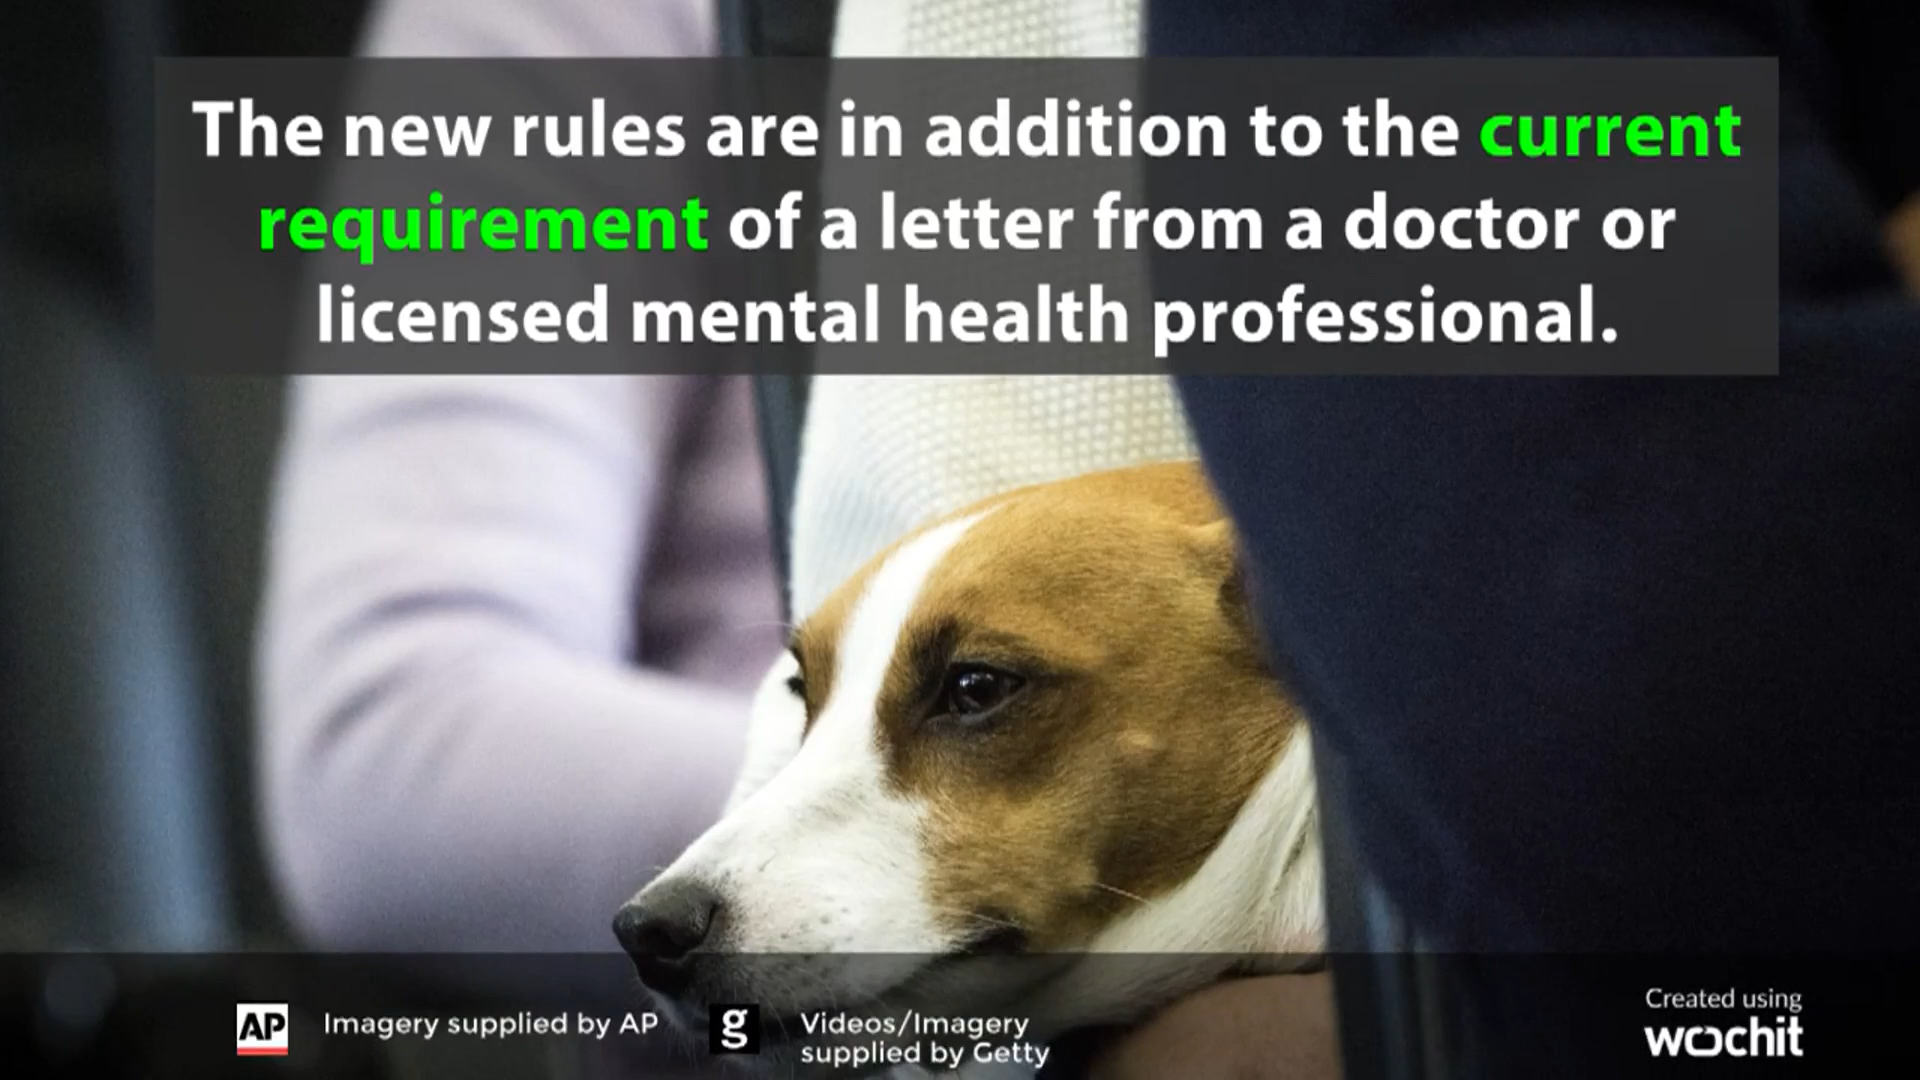 The new rules are in addition to the current
requirement of a letter from a doctor or
licensed mental health professional.
AP Imagery supplied by AP
g Videos/Imagery
supplied by Getty
Created using
wochit